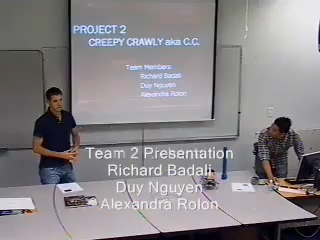 PROJECT 2
CREEPY CRAWLY aka C.C.
Team Members:
Richard Badali
Duy Nguyen
Alexandra Rolon
Team 2 Presentation
Richard Badali
Duy Nguyen
Alexandra Rolon